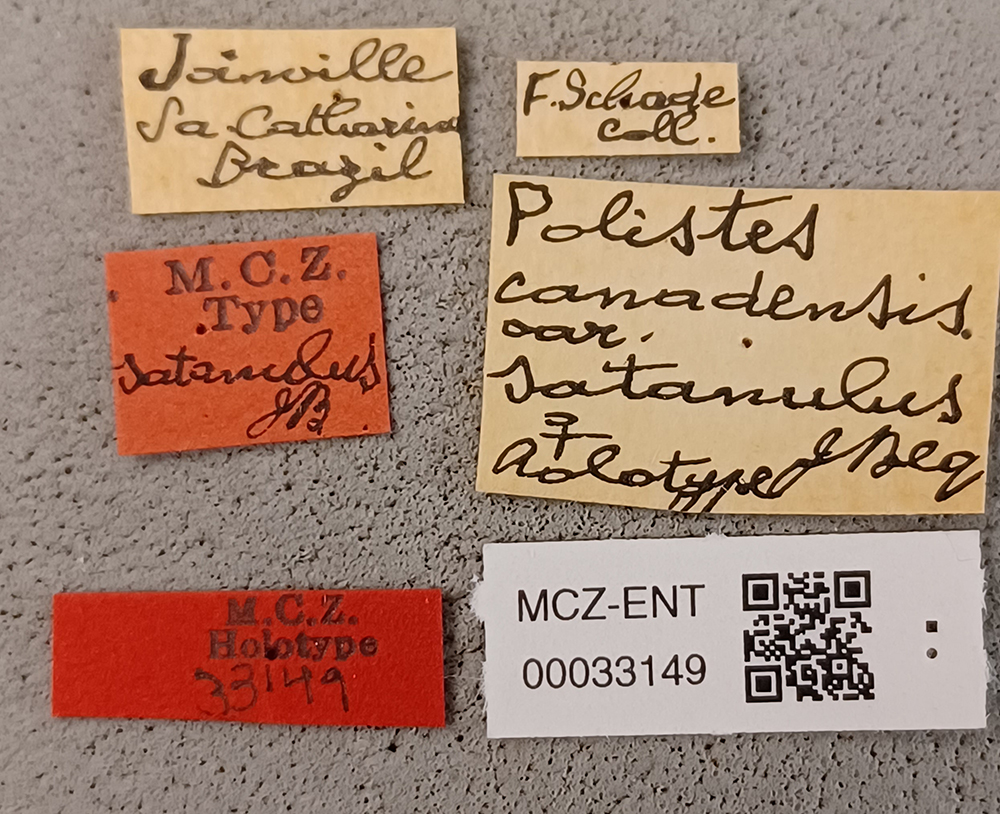 Joinville
Sa. Catharina
Brazil
F. Schade
coll.
M.C.Z.
Type
satanulus
JB.
Polistes
canadensis
var.
satanulus
♀
Holotype J Beq
M.C.Z.
Holotype
33149
MCZ-ENT
00033149